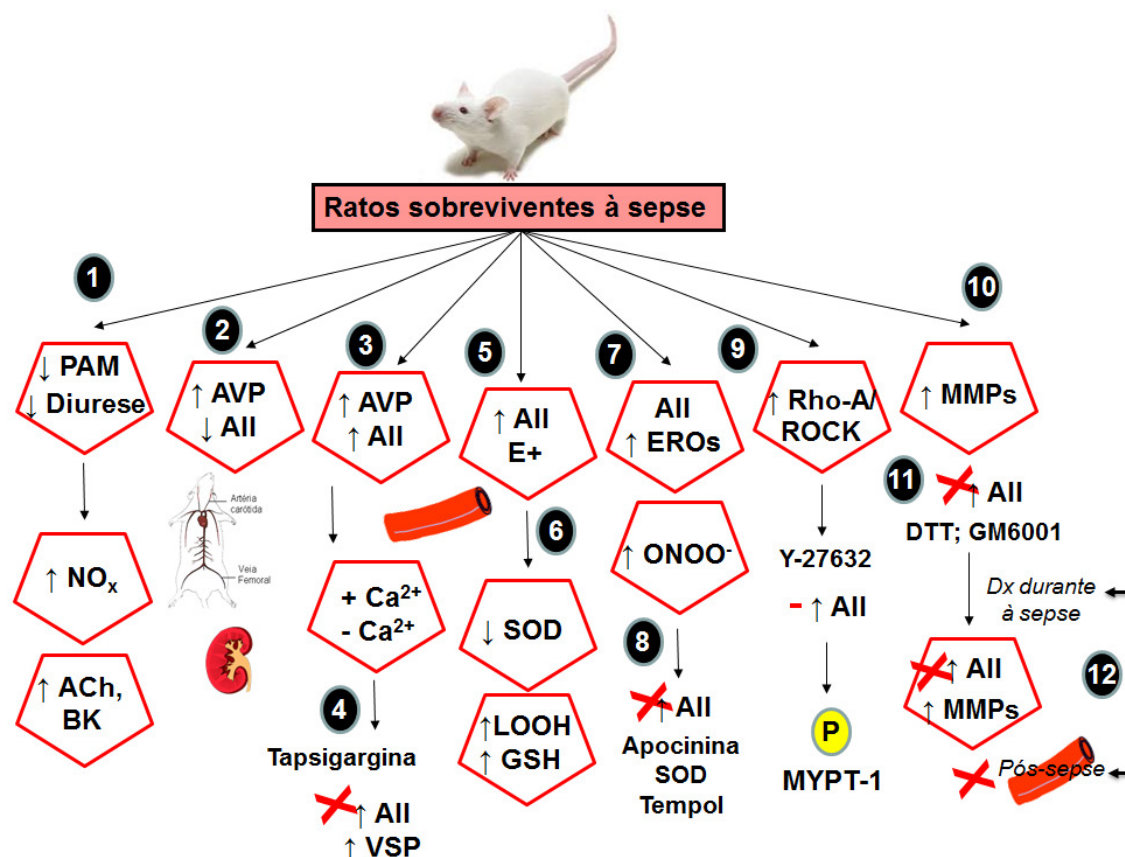 Ratos sobreviventes à sepse
1
↓ PAM
↓ Diurese
↑ NOx
↑ ACh,
BK
2
↑ AVP
↓ AII
Artéria
carótida
Veia
Femoral
3
↑ AVP
↑ AII
+ Ca²⁺
- Ca²⁺
4
Tapsigargina
↑ AII
↑ VSP
5
↑ AII
E+
6
↓ SOD
↑LOOH
↑ GSH
7
AII
↑ EROs
↑ ONOO⁻
8
↑ AII
Apocinina
SOD
Tempol
9
↑ Rho-A/
ROCK
Y-27632
- ↑ AII
P
MYPT-1
10
↑ MMPs
11
↑ AII
DTT; GM6001
Dx durante
à sepse
12
↑ AII
↑ MMPs
Pós-sepse